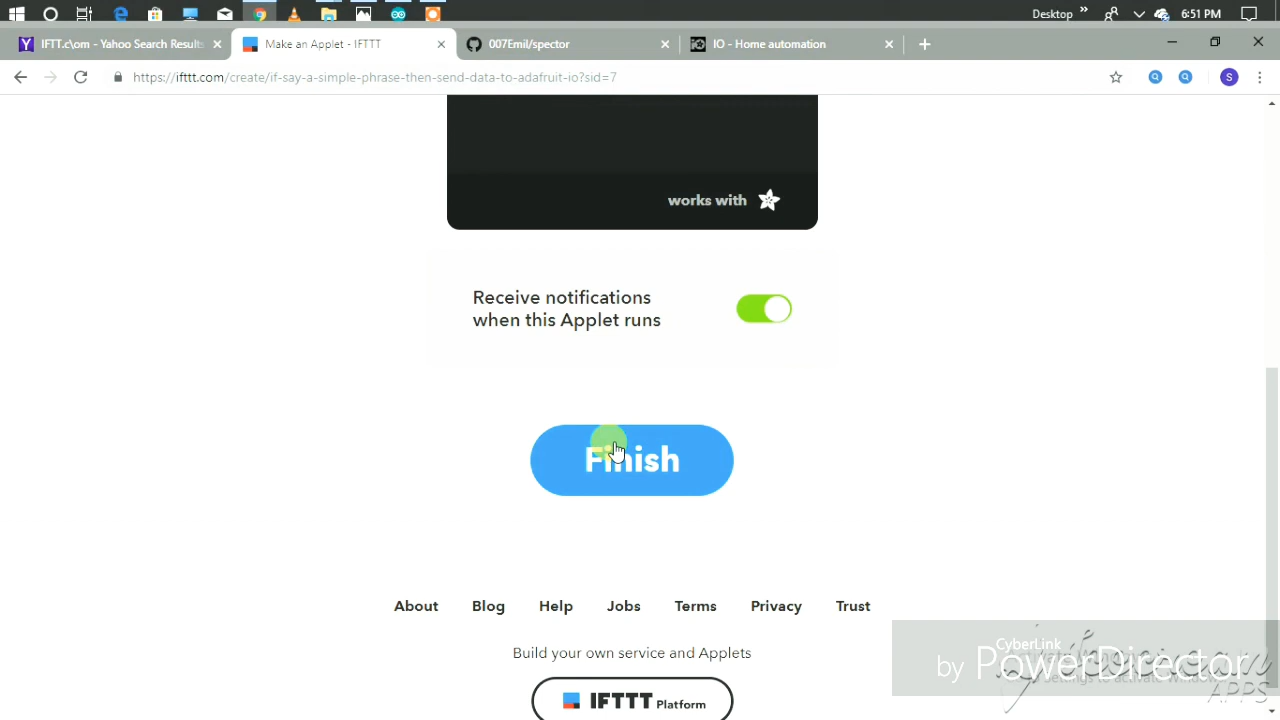 Desktop » 6:51 PM
IFTT.c\om - Yahoo Search Results
Make an Applet - IFTTT
007Emil/spector
IO - Home automation
https://ifttt.com/create/if-say-a-simple-phrase-then-send-data-to-adafruit-io?sid=7
S
works with
Receive notifications
when this Applet runs
Finish
About Blog Help Jobs Terms Privacy Trust
Build your own service and Applets
IFTTT Platform
CyberLink
by PowerDirector
APPS